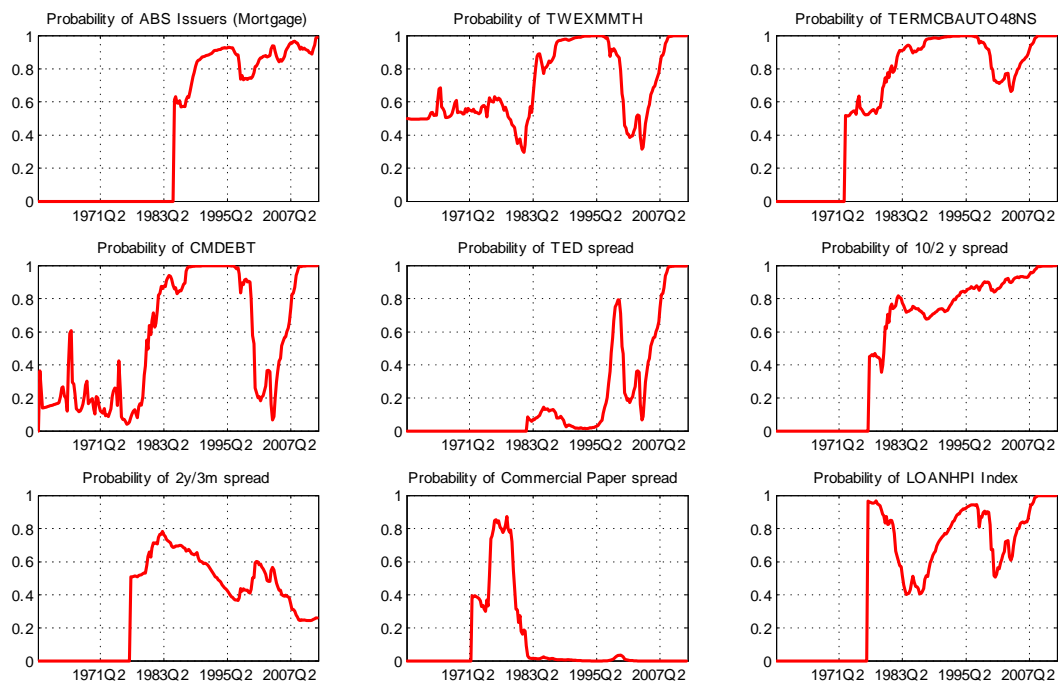 Probability of ABS Issuers (Mortgage) Probability of TWEXMMTH Probability of TERMCBAUTO48NS
1 1 1
0.8 0.8 0.8
0.6 0.6 0.6
0.4 0.4 0.4
0.2 0.2 0.2
0 0 0
1971Q2 1983Q2 1995Q2 2007Q2 1971Q2 1983Q2 1995Q2 2007Q2 1971Q2 1983Q2 1995Q2 2007Q2
Probability of CMDEBT Probability of TED spread Probability of 10/2 y spread
1 1 1
0.8 0.8 0.8
0.6 0.6 0.6
0.4 0.4 0.4
0.2 0.2 0.2
0 0 0
1971Q2 1983Q2 1995Q2 2007Q2 1971Q2 1983Q2 1995Q2 2007Q2 1971Q2 1983Q2 1995Q2 2007Q2
Probability of 2y/3m spread Probability of Commercial Paper spread Probability of LOANHPI Index
1 1 1
0.8 0.8 0.8
0.6 0.6 0.6
0.4 0.4 0.4
0.2 0.2 0.2
0 0 0
1971Q2 1983Q2 1995Q2 2007Q2 1971Q2 1983Q2 1995Q2 2007Q2 1971Q2 1983Q2 1995Q2 2007Q2